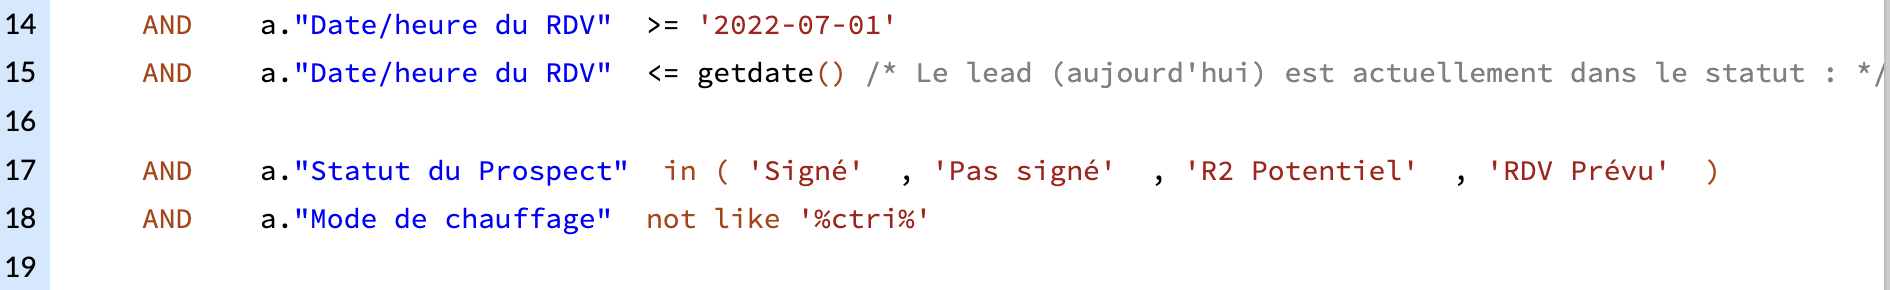 14 AND a."Date/heure du RDV" >= '2022-07-01'
15 AND a."Date/heure du RDV" <= getdate() /* Le lead (aujourd'hui) est actuellement dans le statut : */
16
17 AND a."Statut du Prospect" in ( 'Signé' , 'Pas signé' , 'R2 Potentiel' , 'RDV Prévu' )
18 AND a."Mode de chauffage" not like '%ctri%'
19